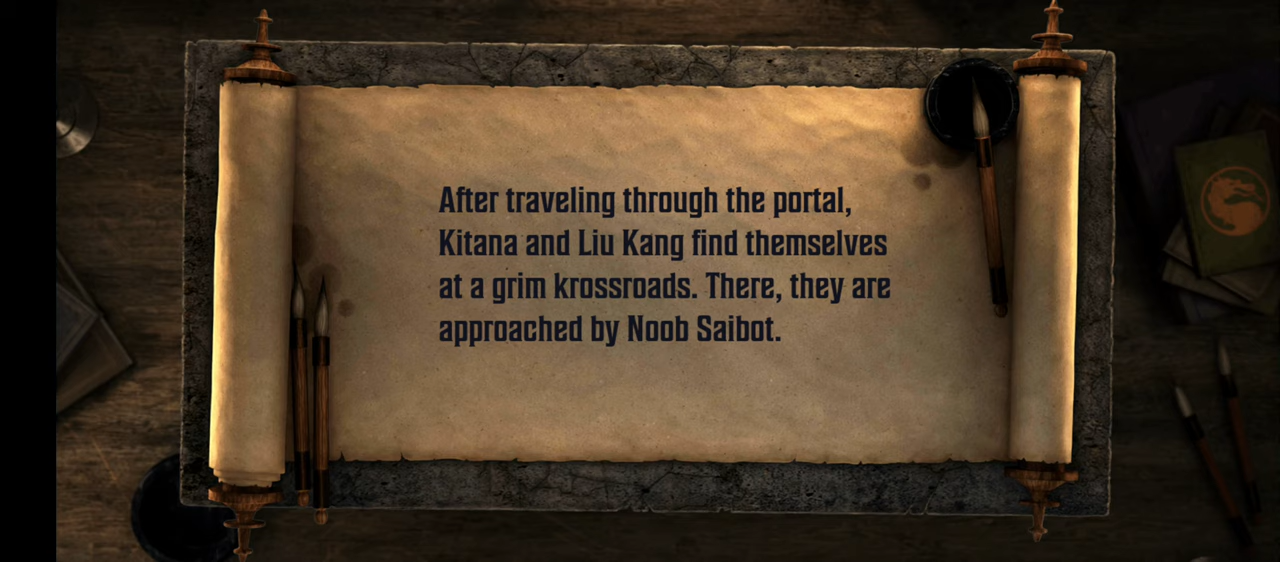 After traveling through the portal,
Kitana and Liu Kang find themselves
at a grim krossroads. There, they are
approached by Noob Saibot.